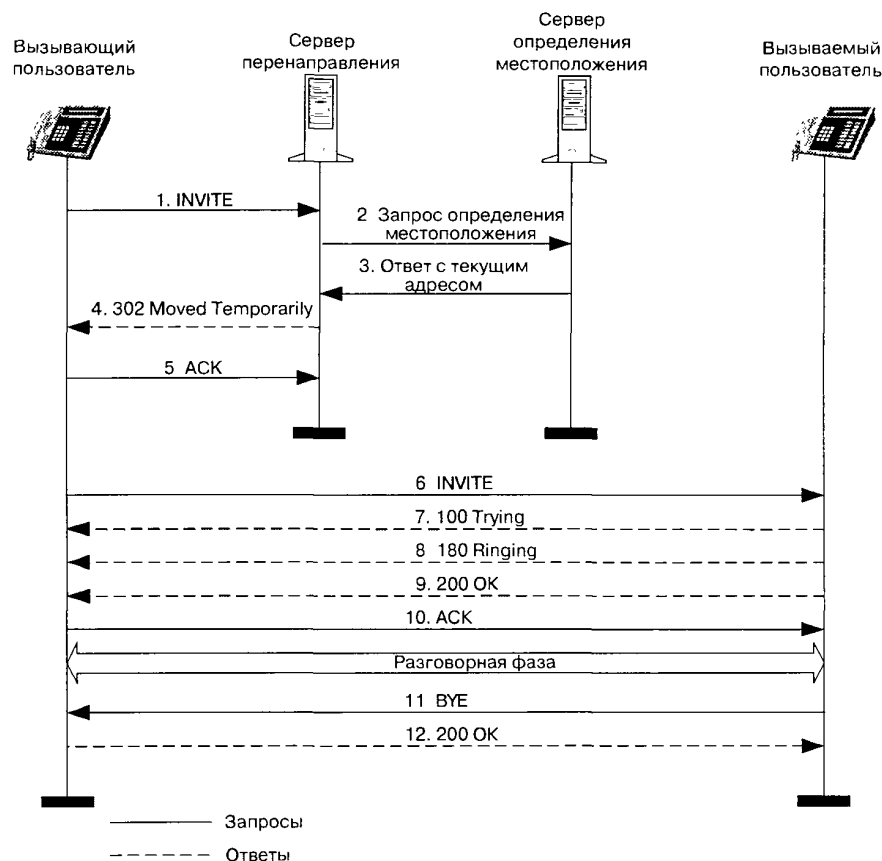 Вызывающий
пользователь
Сервер
перенаправления
Сервер
определения
местоположения
Вызываемый
пользователь
1. INVITE
2 Запрос определения
местоположения
3. Ответ с текущим
адресом
4. 302 Moved Temporarily
5 ACK
6 INVITE
7. 100 Trying
8 180 Ringing
9. 200 OK
10. ACK
Разговорная фаза
11 BYE
12. 200 OK
Запросы
Ответы